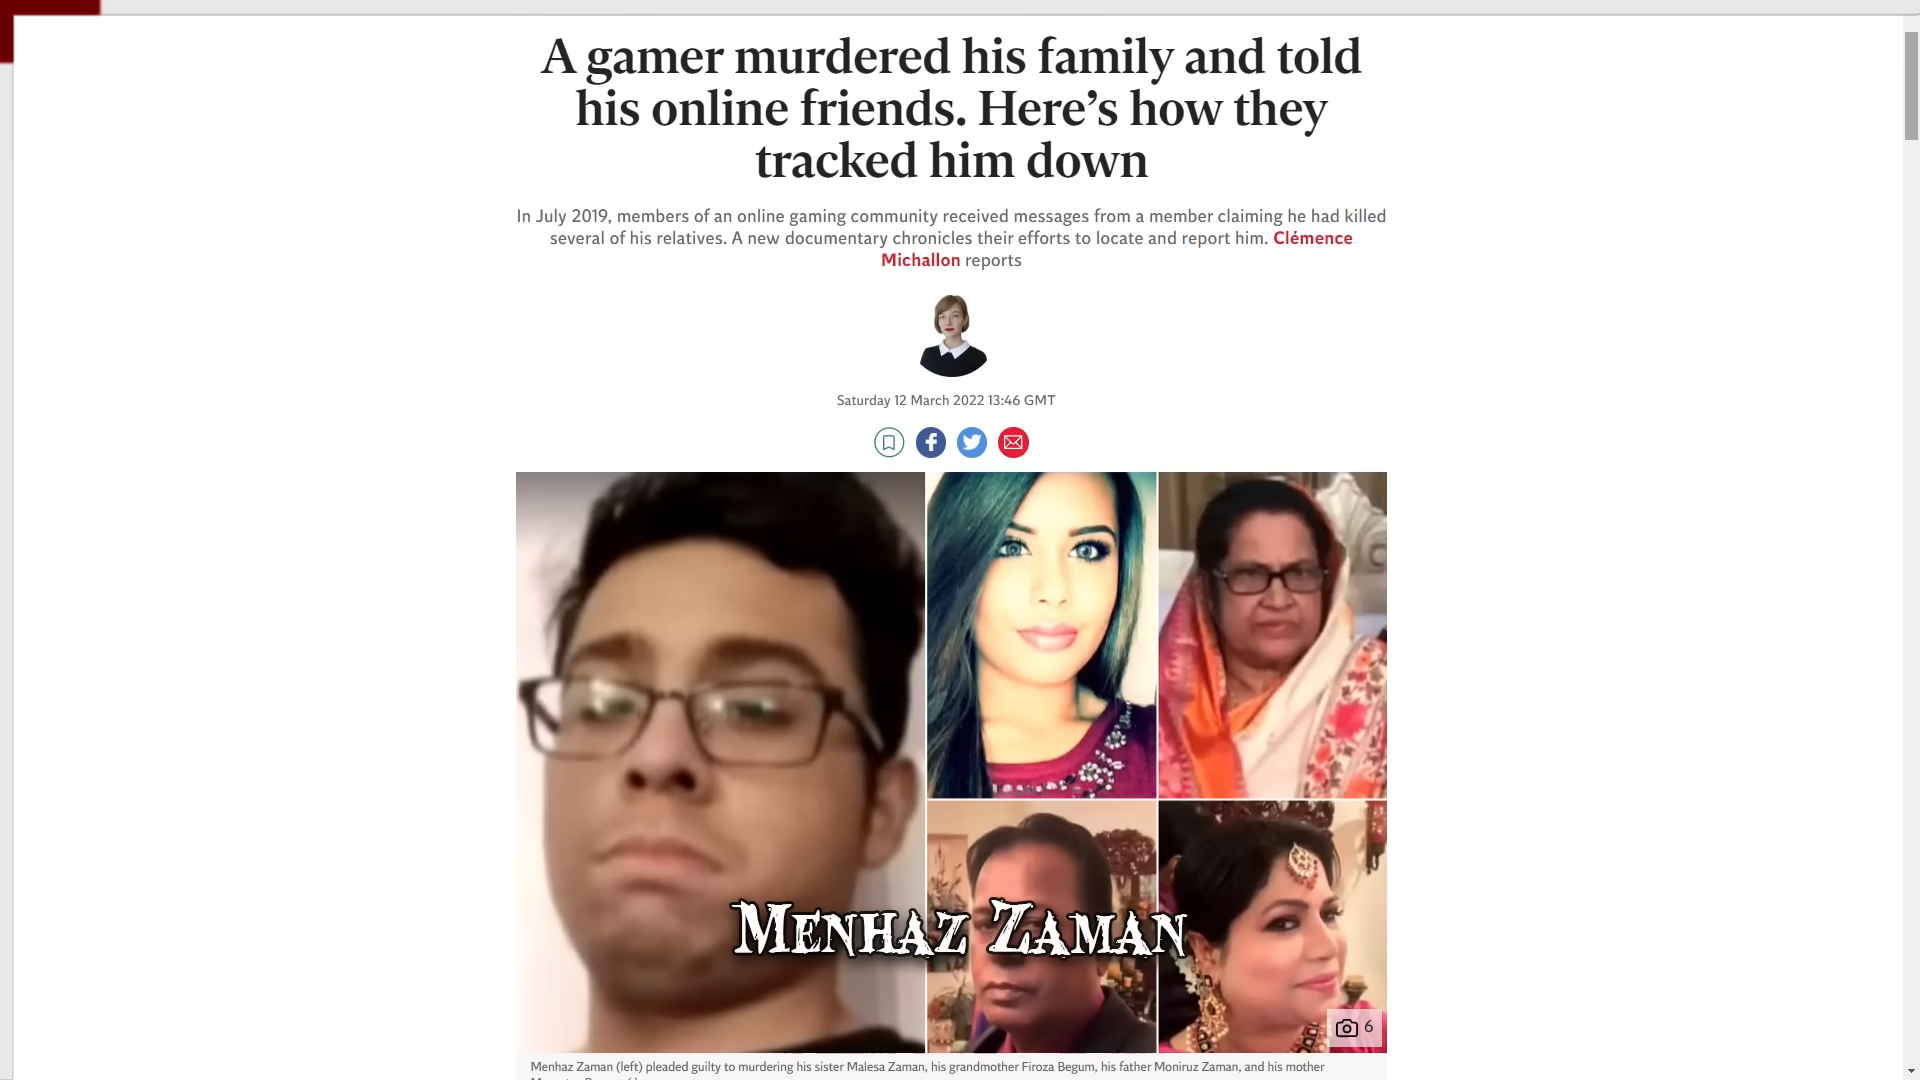 A gamer murdered his family and told
his online friends. Here’s how they
tracked him down
In July 2019, members of an online gaming community received messages from a member claiming he had killed
several of his relatives. A new documentary chronicles their efforts to locate and report him. Clémence
Michallon reports
Saturday 12 March 2022 13:46 GMT
MENHAZ ZAMAN
6
Menhaz Zaman (left) pleaded guilty to murdering his sister Malesa Zaman, his grandmother Firoza Begum, his father Moniruz Zaman, and his mother